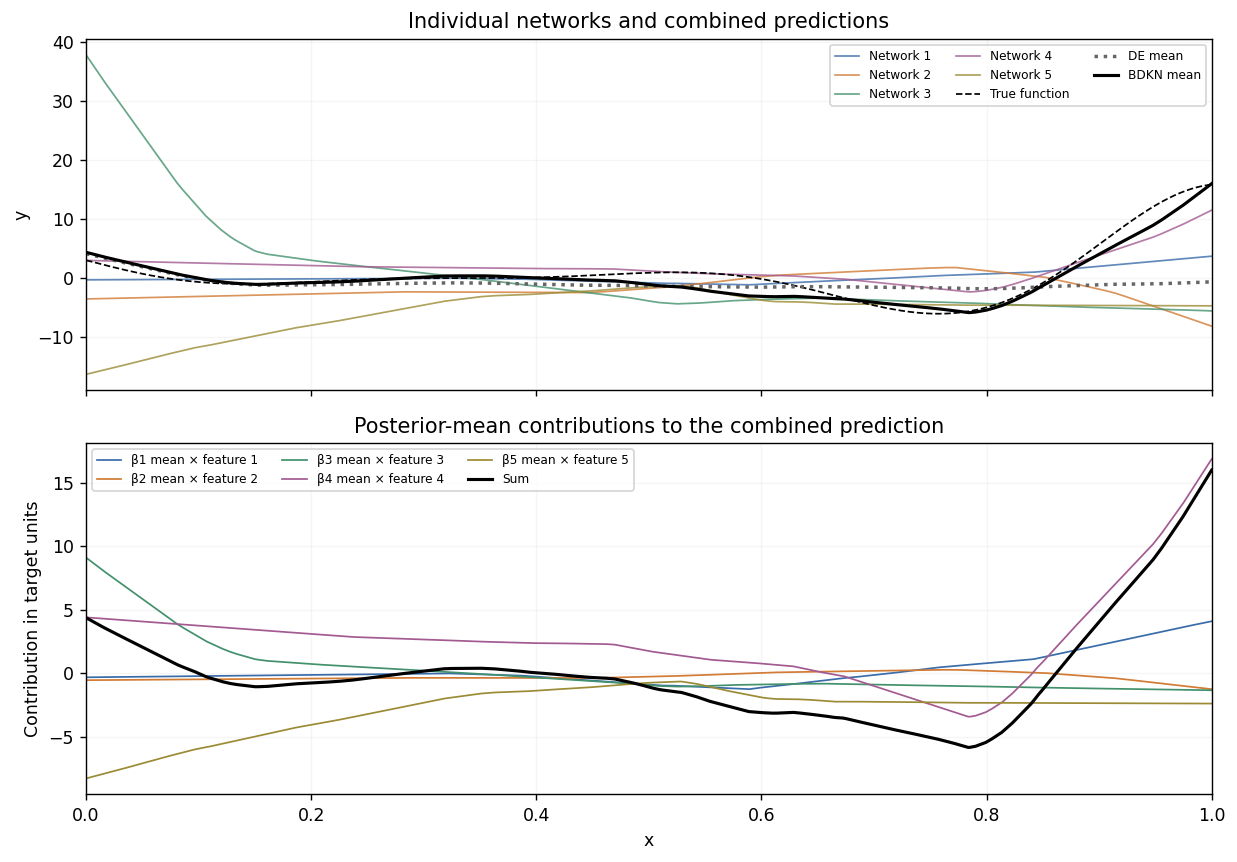 Individual networks and combined predictions
40
30
20
10
0
−10
y
Network 1
Network 2
Network 3
Network 4
Network 5
True function
DE mean
BDKN mean
Posterior-mean contributions to the combined prediction
15
10
5
0
−5
Contribution in target units
β1 mean × feature 1
β2 mean × feature 2
β3 mean × feature 3
β4 mean × feature 4
β5 mean × feature 5
Sum
0.0 0.2 0.4 0.6 0.8 1.0
x